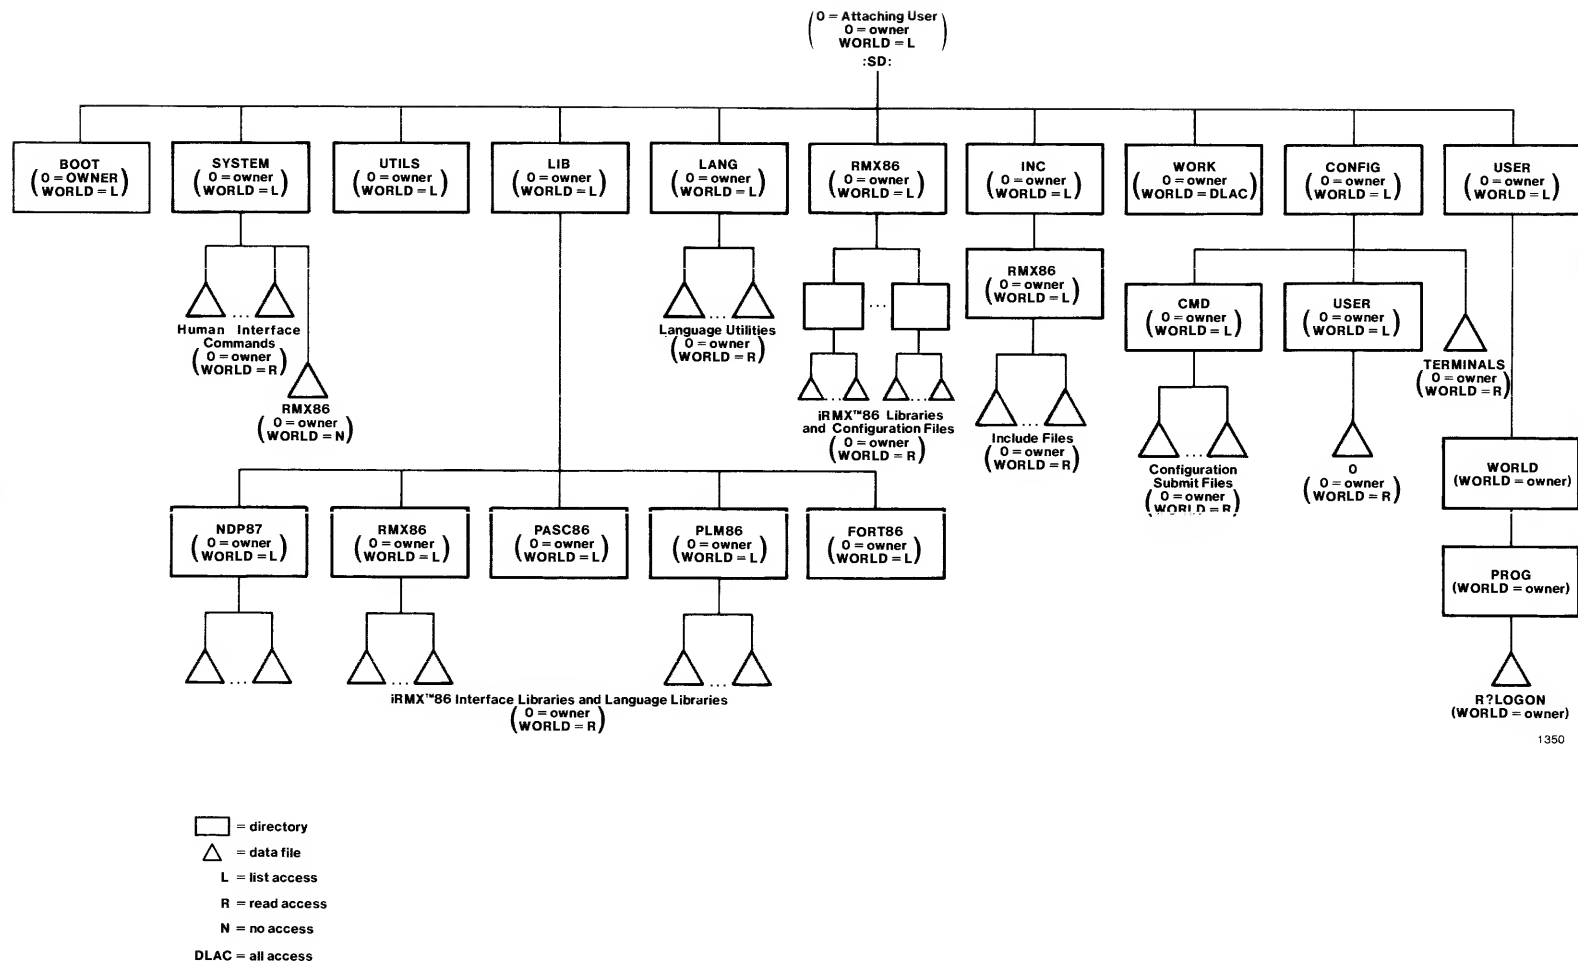 0 = Attaching User
0 = owner
WORLD = L
:SD:
BOOT
(0 = OWNER
WORLD = L)
SYSTEM
(0 = owner
WORLD = L)
UTILS
(0 = owner
WORLD = L)
LIB
(0 = owner
WORLD = L)
LANG
(0 = owner
WORLD = L)
RMX86
(0 = owner
WORLD = L)
INC
(0 = owner
WORLD = L)
WORK
(0 = owner
WORLD = DLAC)
CONFIG
(0 = owner
WORLD = L)
USER
(0 = owner
WORLD = L)
...
Human Interface
Commands
(0 = owner
WORLD = R)
RMX86
(0 = owner
WORLD = N)
...
Language Utilities
(0 = owner
WORLD = R)
...
... ...
iRMX™86 Libraries
and Configuration Files
(0 = owner
WORLD = R)
RMX86
(0 = owner
WORLD = L)
...
Include Files
(0 = owner
WORLD = R)
CMD
(0 = owner
WORLD = L)
...
Configuration
Submit Files
(0 = owner
WORLD = R)
USER
(0 = owner
WORLD = L)
0
(0 = owner
WORLD = R)
TERMINALS
(0 = owner
WORLD = R)
WORLD
(WORLD = owner)
PROG
(WORLD = owner)
R?LOGON
(WORLD = owner)
NDP87
(0 = owner
WORLD = L)
RMX86
(0 = owner
WORLD = L)
PASC86
(0 = owner
WORLD = L)
PLM86
(0 = owner
WORLD = L)
FORT86
(0 = owner
WORLD = L)
... ... ...
iRMX™86 Interface Libraries and Language Libraries
(0 = owner
WORLD = R)
1350
= directory
= data file
L = list access
R = read access
N = no access
DLAC = all access